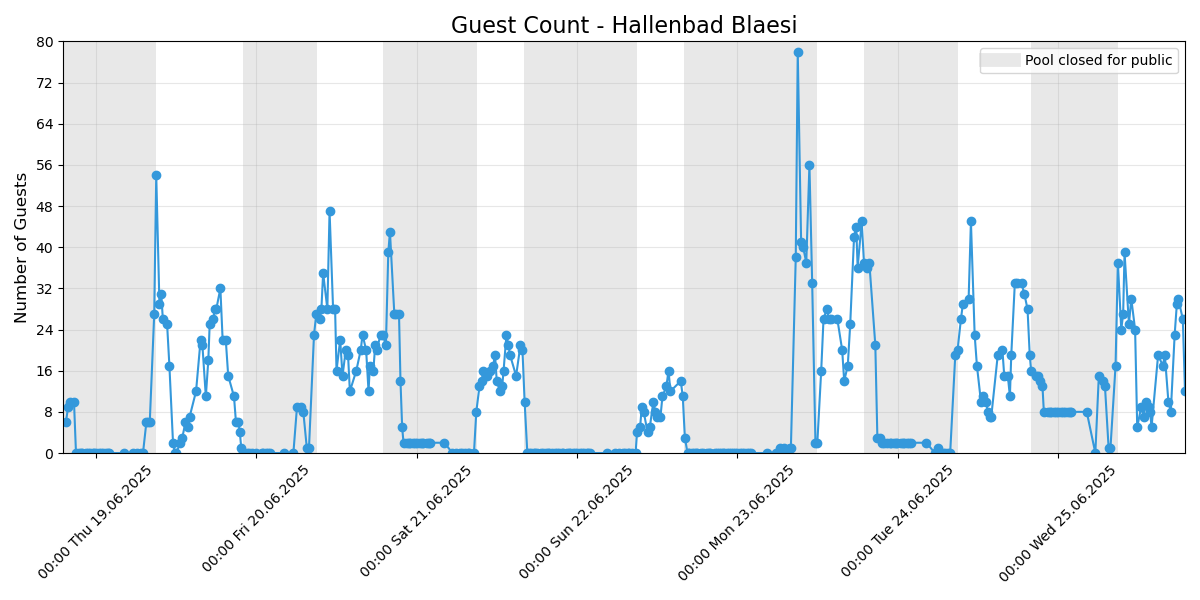 Guest Count - Hallenbad Blaesi
Pool closed for public
Number of Guests
80
72
64
56
48
40
32
24
16
8
0
00:00 Thu 19.06.2025
00:00 Fri 20.06.2025
00:00 Sat 21.06.2025
00:00 Sun 22.06.2025
00:00 Mon 23.06.2025
00:00 Tue 24.06.2025
00:00 Wed 25.06.2025